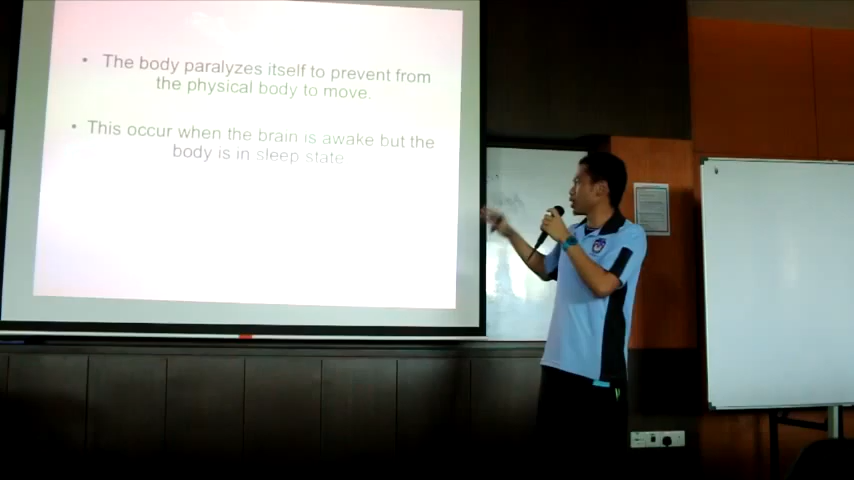 • The body paralyzes itself to prevent from
the physical body to move.
• This occur when the brain is awake but the
body is in sleep state